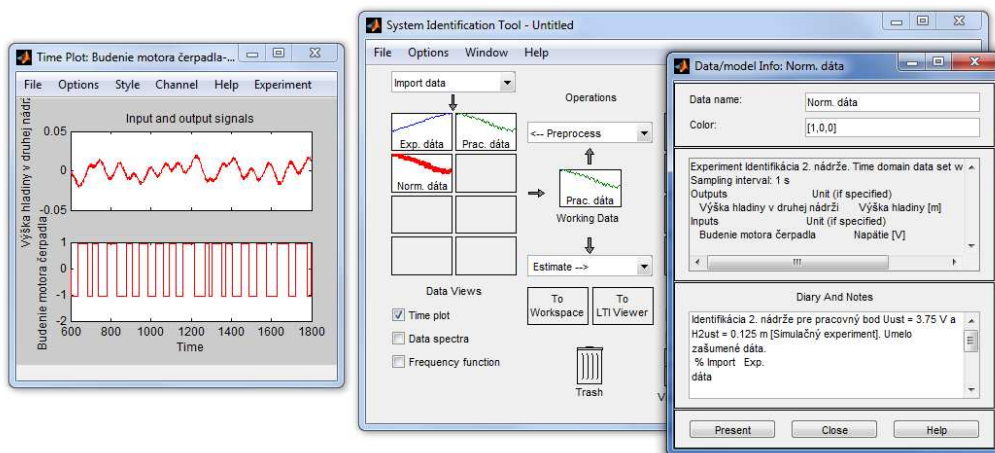 Time Plot: Budenie motora čerpadla-...
File Options Style Channel Help Experiment
Input and output signals
Výška hladiny v druhej nádrž
0.05
0
-0.05
Budenie motora čerpadla
1
0
-1
-2
600 800 1000 1200 1400 1600 1800
Time
System Identification Tool - Untitled
File Options Window Help
Import data
Operations
Exp. dáta
Prac. dáta
<-- Preprocess
Norm. dáta
Prac. dáta
Working Data
Estimate -->
Data Views
To Workspace
To LTI Viewer
Time plot
Data spectra
Frequency function
Trash
Data/model Info: Norm. dáta
Data name:
Norm. dáta
Color:
[1,0,0]
Experiment Identifikácia 2. nádrže. Time domain data set w
Sampling interval: 1 s
Outputs Unit (if specified)
Výška hladiny v druhej nádrži Výška hladiny [m]
Inputs Unit (if specified)
Budenie motora čerpadla Napätie [V]
Diary And Notes
Identifikácia 2. nádrže pre pracovný bod Uust = 3.75 V a
H2ust = 0.125 m [Simulačný experiment]. Umelo
zašumené dáta.
% Import Exp.
dáta
Present
Close
Help